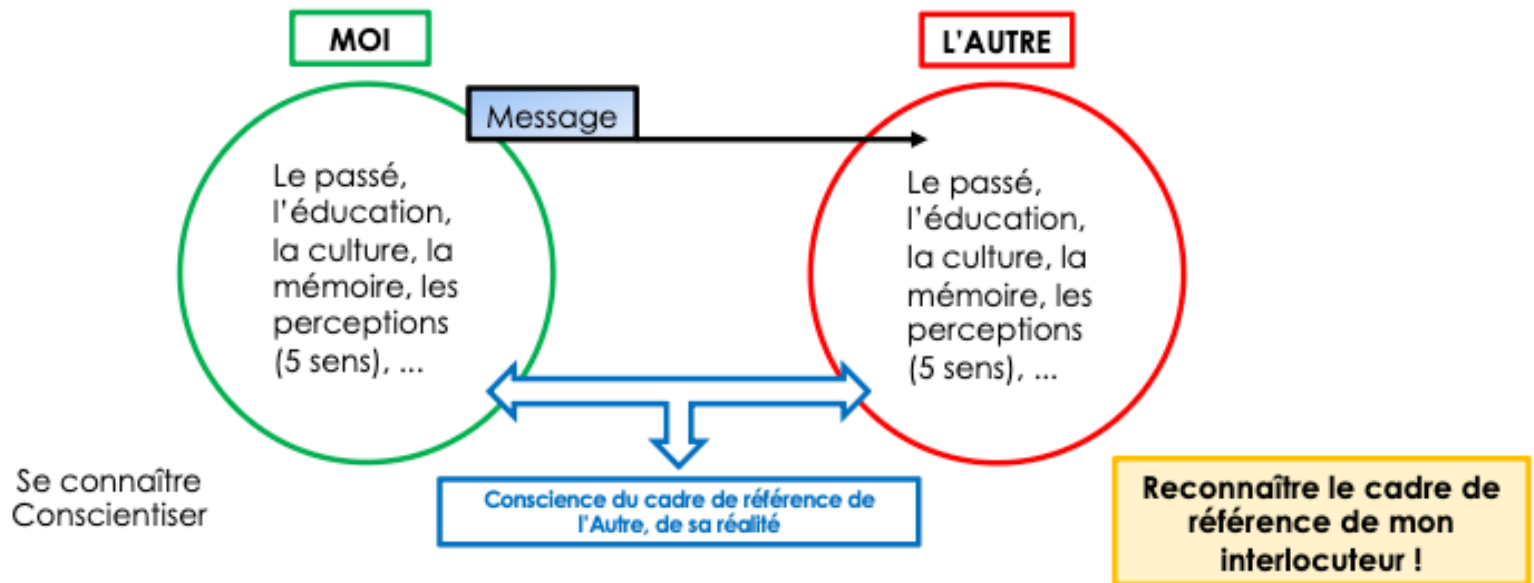 MOI
L'AUTRE
Message
Le passé,
l'éducation,
la culture, la
mémoire, les
perceptions
(5 sens), ...
Le passé,
l'éducation,
la culture, la
mémoire, les
perceptions
(5 sens), ...
Se connaître
Conscientiser
Conscience du cadre de référence de
l'Autre, de sa réalité
Reconnaître le cadre de
référence de mon
interlocuteur !